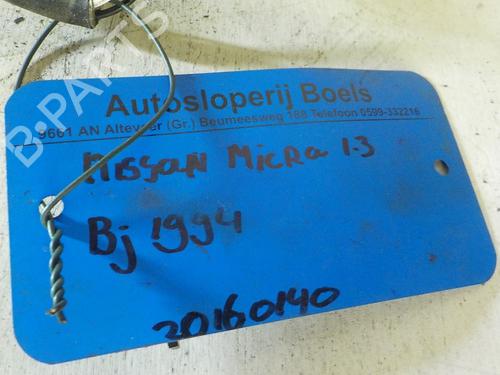 B-PARTS
Autosloperij Boels
9661 AN Alteveer (Gr.) Beumeesweg 188 Telefoon 0599-332216
Nissan Micra 1.3
Bj 1994
20160140